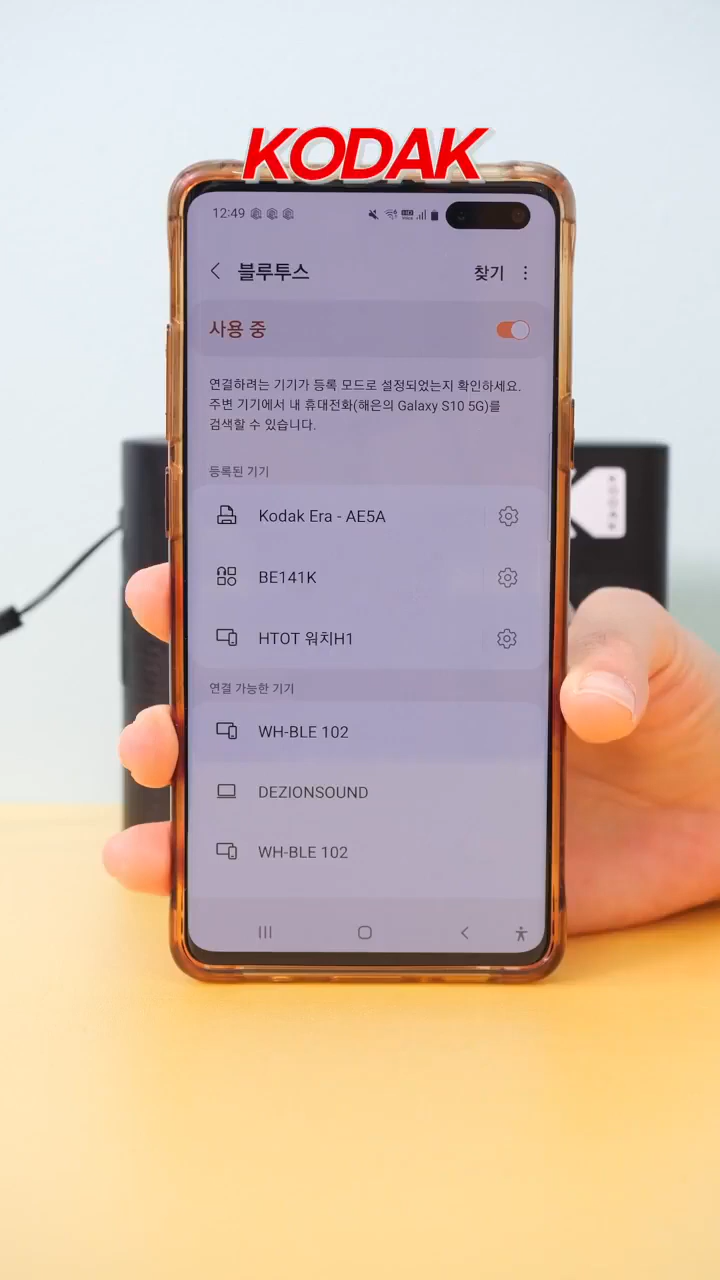 KODAK
12:49
블루투스
찾기
사용 중
연결하려는 기기가 등록 모드로 설정되었는지 확인하세요.
주변 기기에서 내 휴대전화(해은의 Galaxy S10 5G)를
검색할 수 있습니다.
등록된 기기
Kodak Era - AE5A
BE141K
HTOT 워치H1
연결 가능한 기기
WH-BLE 102
DEZIONSOUND
WH-BLE 102